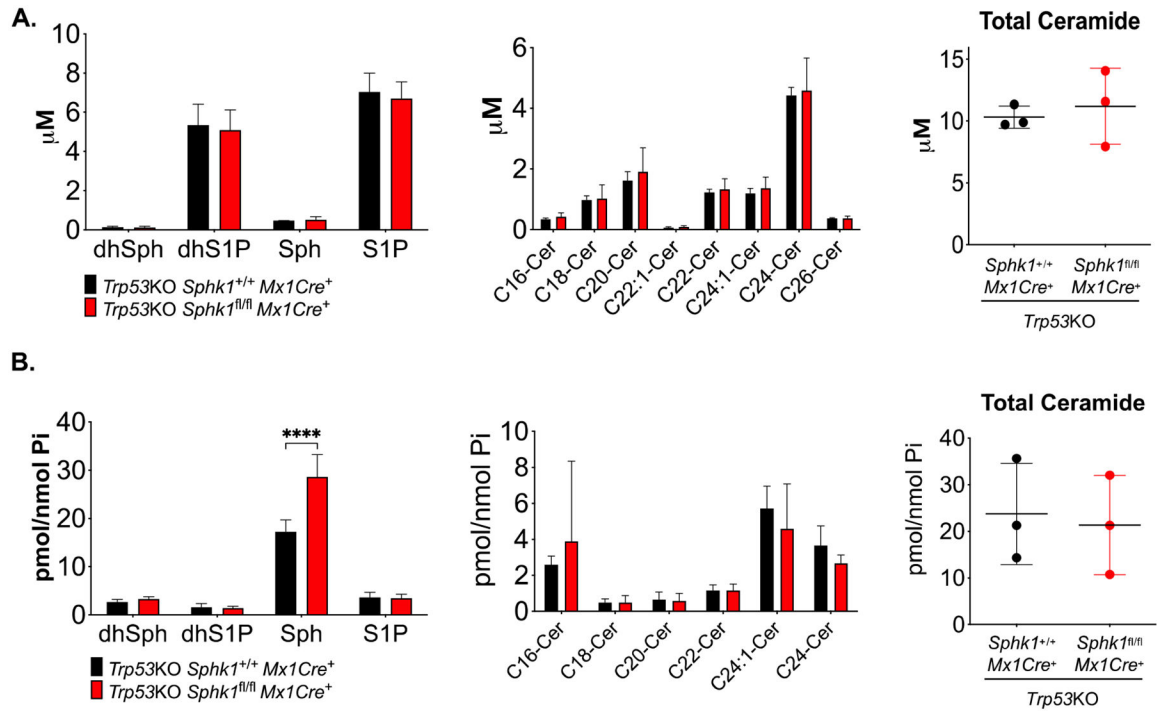 A.
μM
8
6
4
2
0
dhSph dhS1P Sph S1P
Trp53KO Sphk1+/+ Mx1Cre+
Trp53KO Sphk1fl/fl Mx1Cre+
μM
6
4
2
0
C16-Cer
C18-Cer
C20-Cer
C22:1-Cer
C22-Cer
C24:1-Cer
C24-Cer
C26-Cer
Total Ceramide
μM
15
10
5
0
Sphk1+/+ Sphk1fl/fl
Mx1Cre+ Mx1Cre+
Trp53KO
B.
pmol/nmol Pi
40
30
20
10
0
****
dhSph dhS1P Sph S1P
Trp53KO Sphk1+/+ Mx1Cre+
Trp53KO Sphk1fl/fl Mx1Cre+
pmol/nmol Pi
10
8
6
4
2
0
C16-Cer
C18-Cer
C20-Cer
C22-Cer
C24:1-Cer
C24-Cer
Total Ceramide
pmol/nmol Pi
40
30
20
10
0
Sphk1+/+ Sphk1fl/fl
Mx1Cre+ Mx1Cre+
Trp53KO